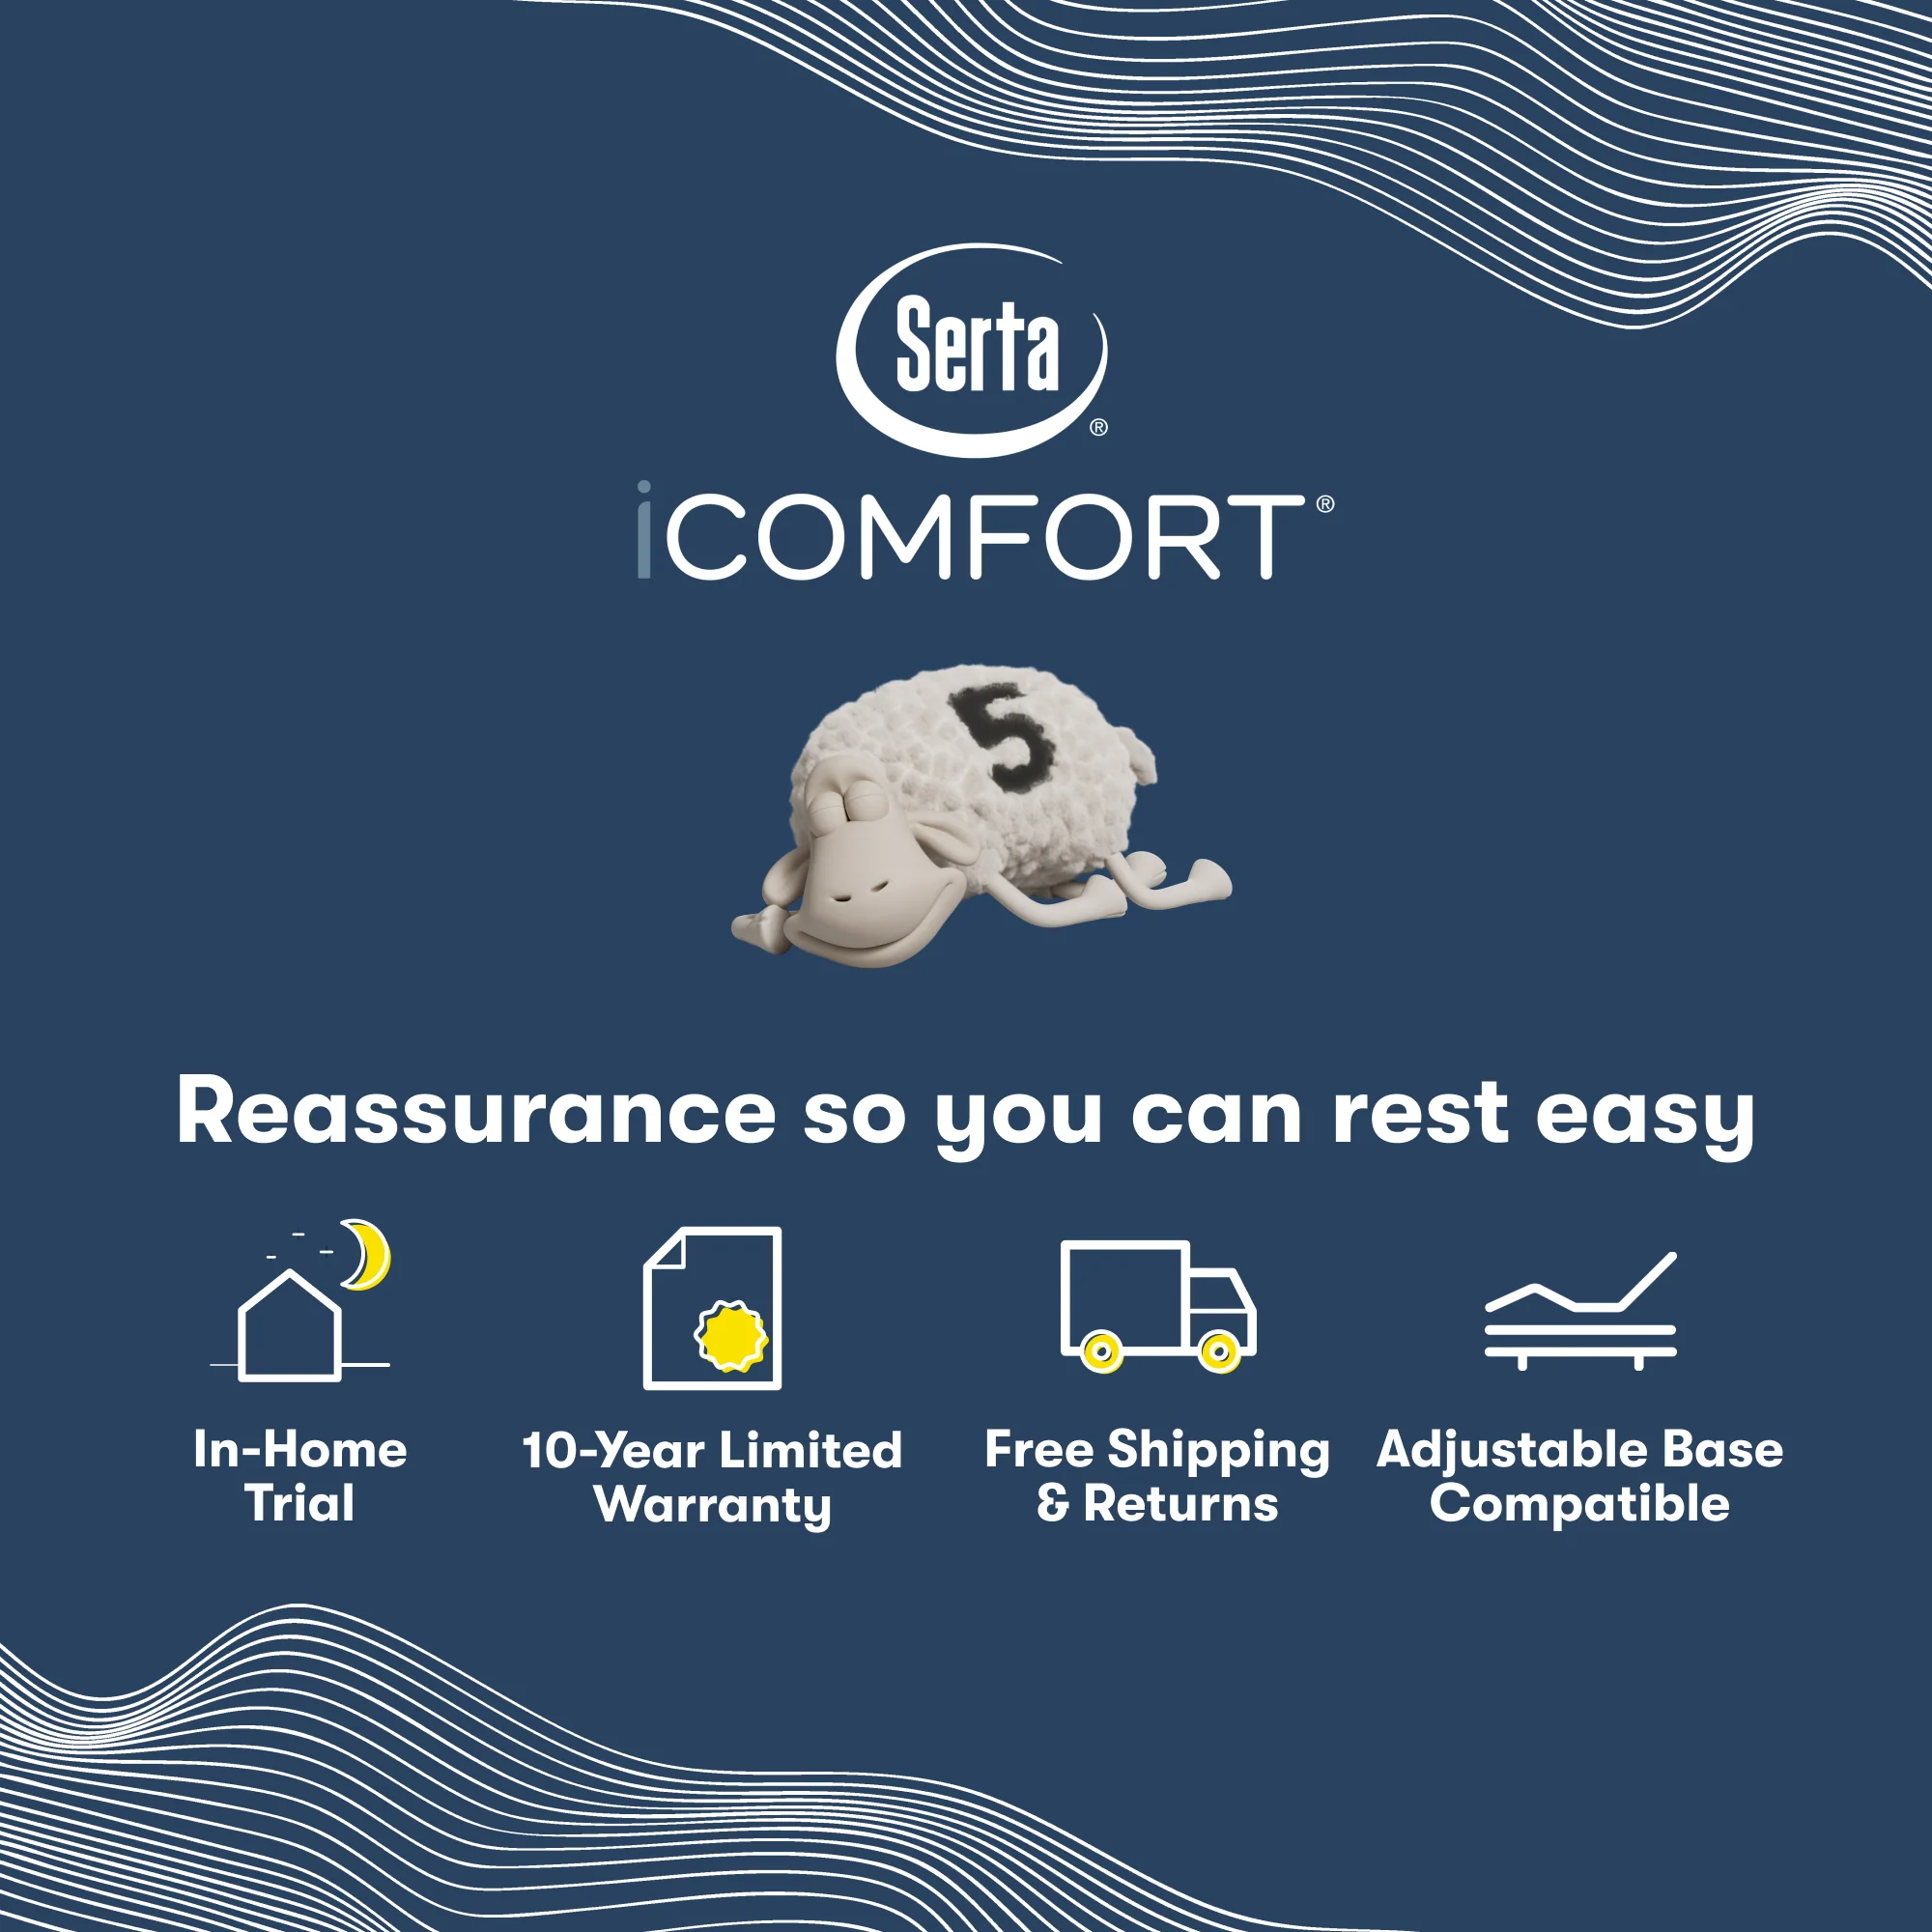 Serta
®
iCOMFORT®
5
Reassurance so you can rest easy
In-Home
Trial
10-Year Limited
Warranty
Free Shipping
& Returns
Adjustable Base
Compatible